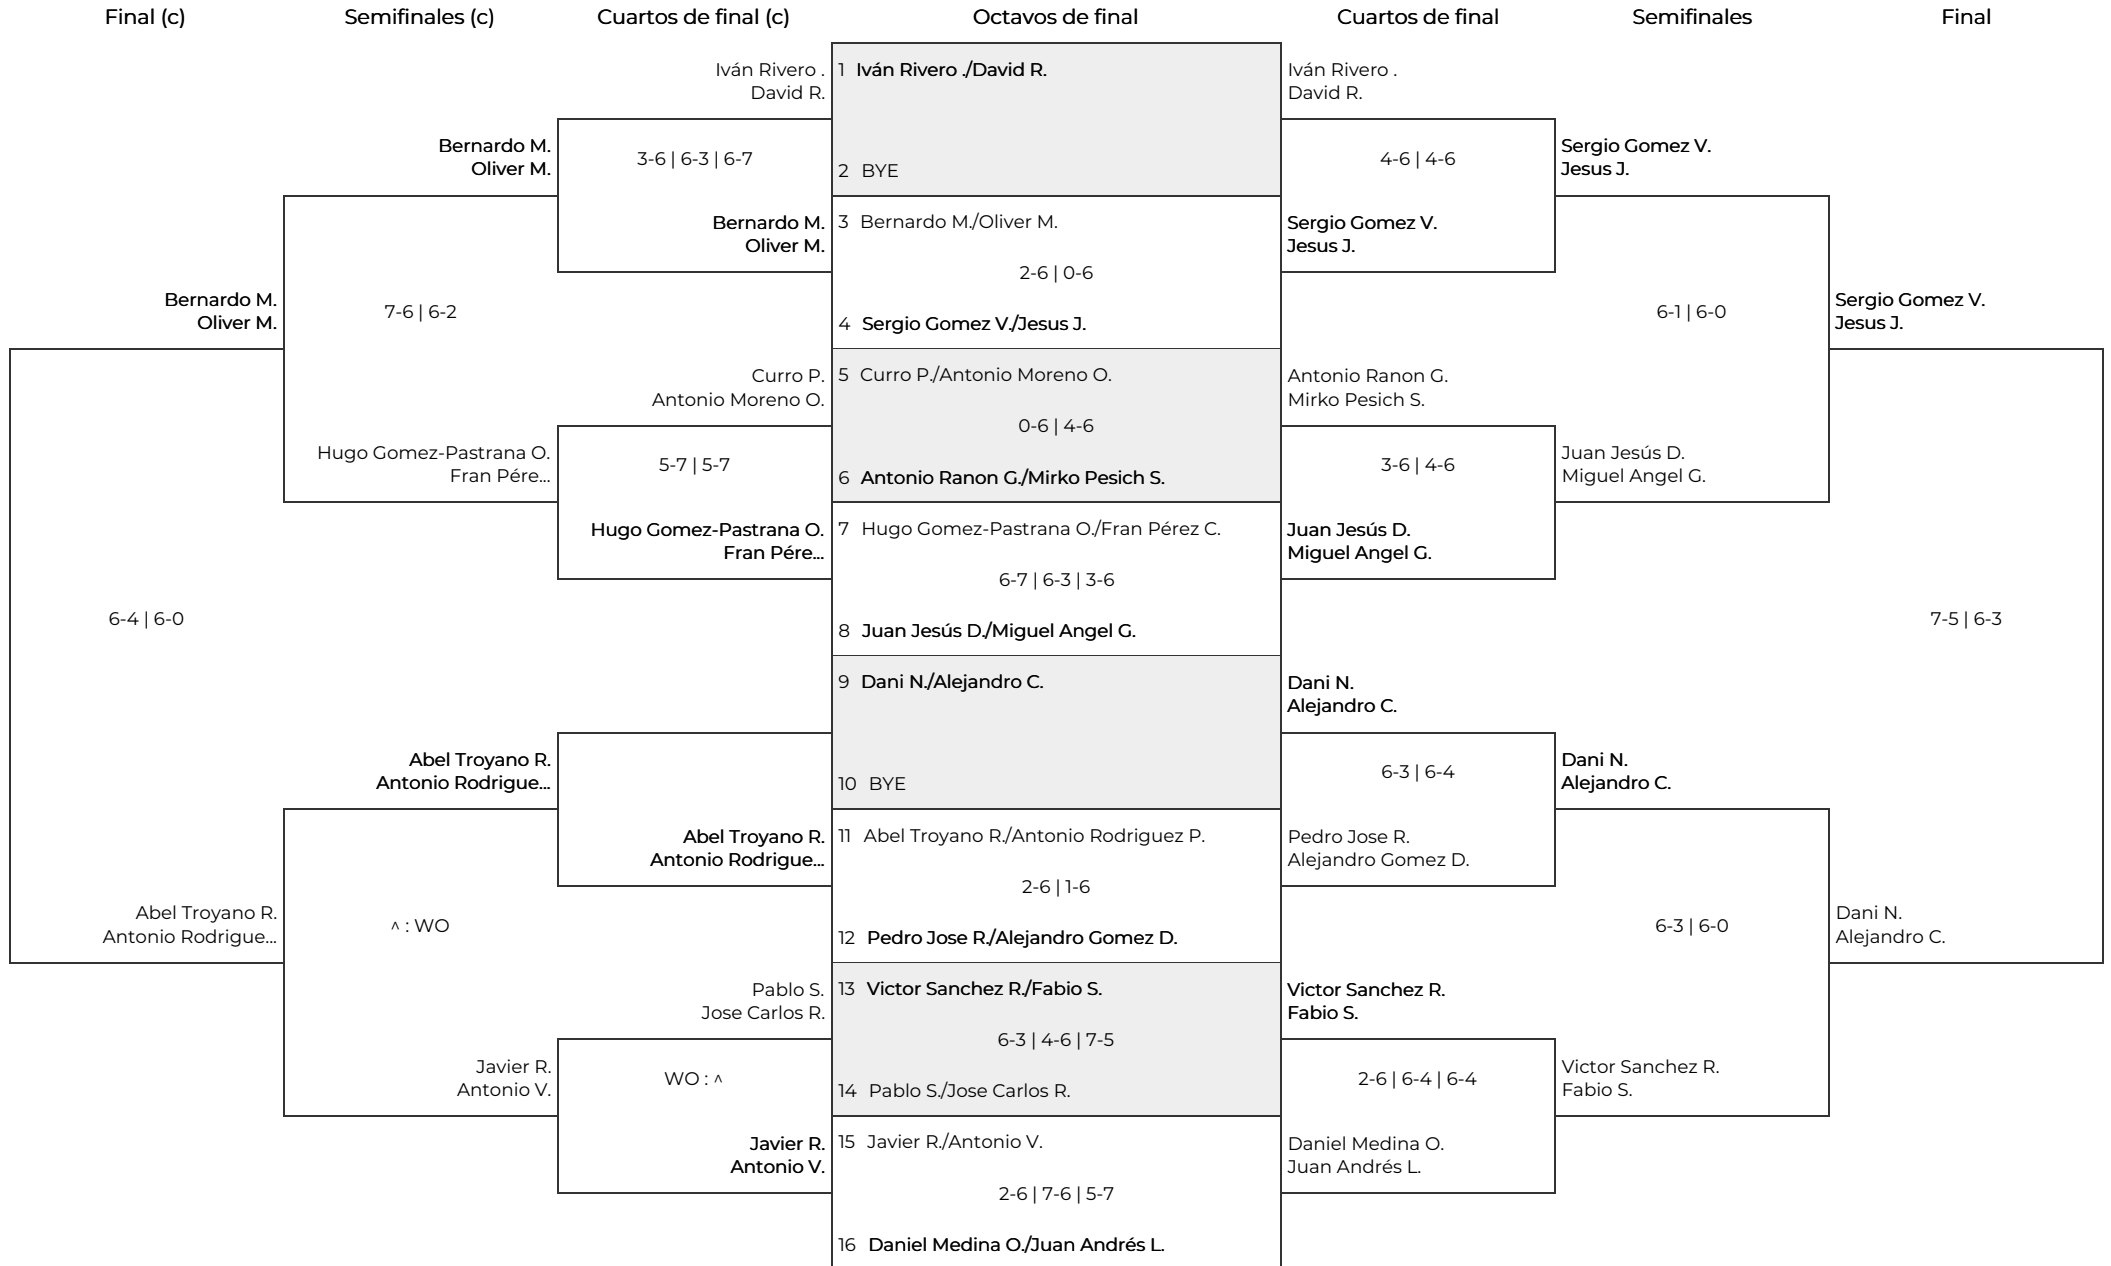 Final (c)
Semifinales (c)
Cuartos de final (c)
Octavos de final
Cuartos de final
Semifinales
Final
Bernardo M.
Oliver M.
6-4 | 6-0
Abel Troyano R.
Antonio Rodrigue...
Bernardo M.
Oliver M.
7-6 | 6-2
Hugo Gomez-Pastrana O.
Fran Pére...
Abel Troyano R.
Antonio Rodrigue...
^ : WO
Javier R.
Antonio V.
Iván Rivero .
David R.
3-6 | 6-3 | 6-7
Bernardo M.
Oliver M.
Curro P.
Antonio Moreno O.
5-7 | 5-7
Hugo Gomez-Pastrana O.
Fran Pére...
Abel Troyano R.
Antonio Rodrigue...
Pablo S.
Jose Carlos R.
WO : ^
Javier R.
Antonio V.
1 Iván Rivero ./David R.
2 BYE
3 Bernardo M./Oliver M.
2-6 | 0-6
4 Sergio Gomez V./Jesus J.
5 Curro P./Antonio Moreno O.
0-6 | 4-6
6 Antonio Ranon G./Mirko Pesich S.
7 Hugo Gomez-Pastrana O./Fran Pérez C.
6-7 | 6-3 | 3-6
8 Juan Jesús D./Miguel Angel G.
9 Dani N./Alejandro C.
10 BYE
11 Abel Troyano R./Antonio Rodriguez P.
2-6 | 1-6
12 Pedro Jose R./Alejandro Gomez D.
13 Victor Sanchez R./Fabio S.
6-3 | 4-6 | 7-5
14 Pablo S./Jose Carlos R.
15 Javier R./Antonio V.
2-6 | 7-6 | 5-7
16 Daniel Medina O./Juan Andrés L.
Iván Rivero .
David R.
4-6 | 4-6
Sergio Gomez V.
Jesus J.
Antonio Ranon G.
Mirko Pesich S.
3-6 | 4-6
Juan Jesús D.
Miguel Angel G.
Dani N.
Alejandro C.
6-3 | 6-4
Pedro Jose R.
Alejandro Gomez D.
Victor Sanchez R.
Fabio S.
2-6 | 6-4 | 6-4
Daniel Medina O.
Juan Andrés L.
Sergio Gomez V.
Jesus J.
6-1 | 6-0
Juan Jesús D.
Miguel Angel G.
Dani N.
Alejandro C.
6-3 | 6-0
Victor Sanchez R.
Fabio S.
Sergio Gomez V.
Jesus J.
7-5 | 6-3
Dani N.
Alejandro C.